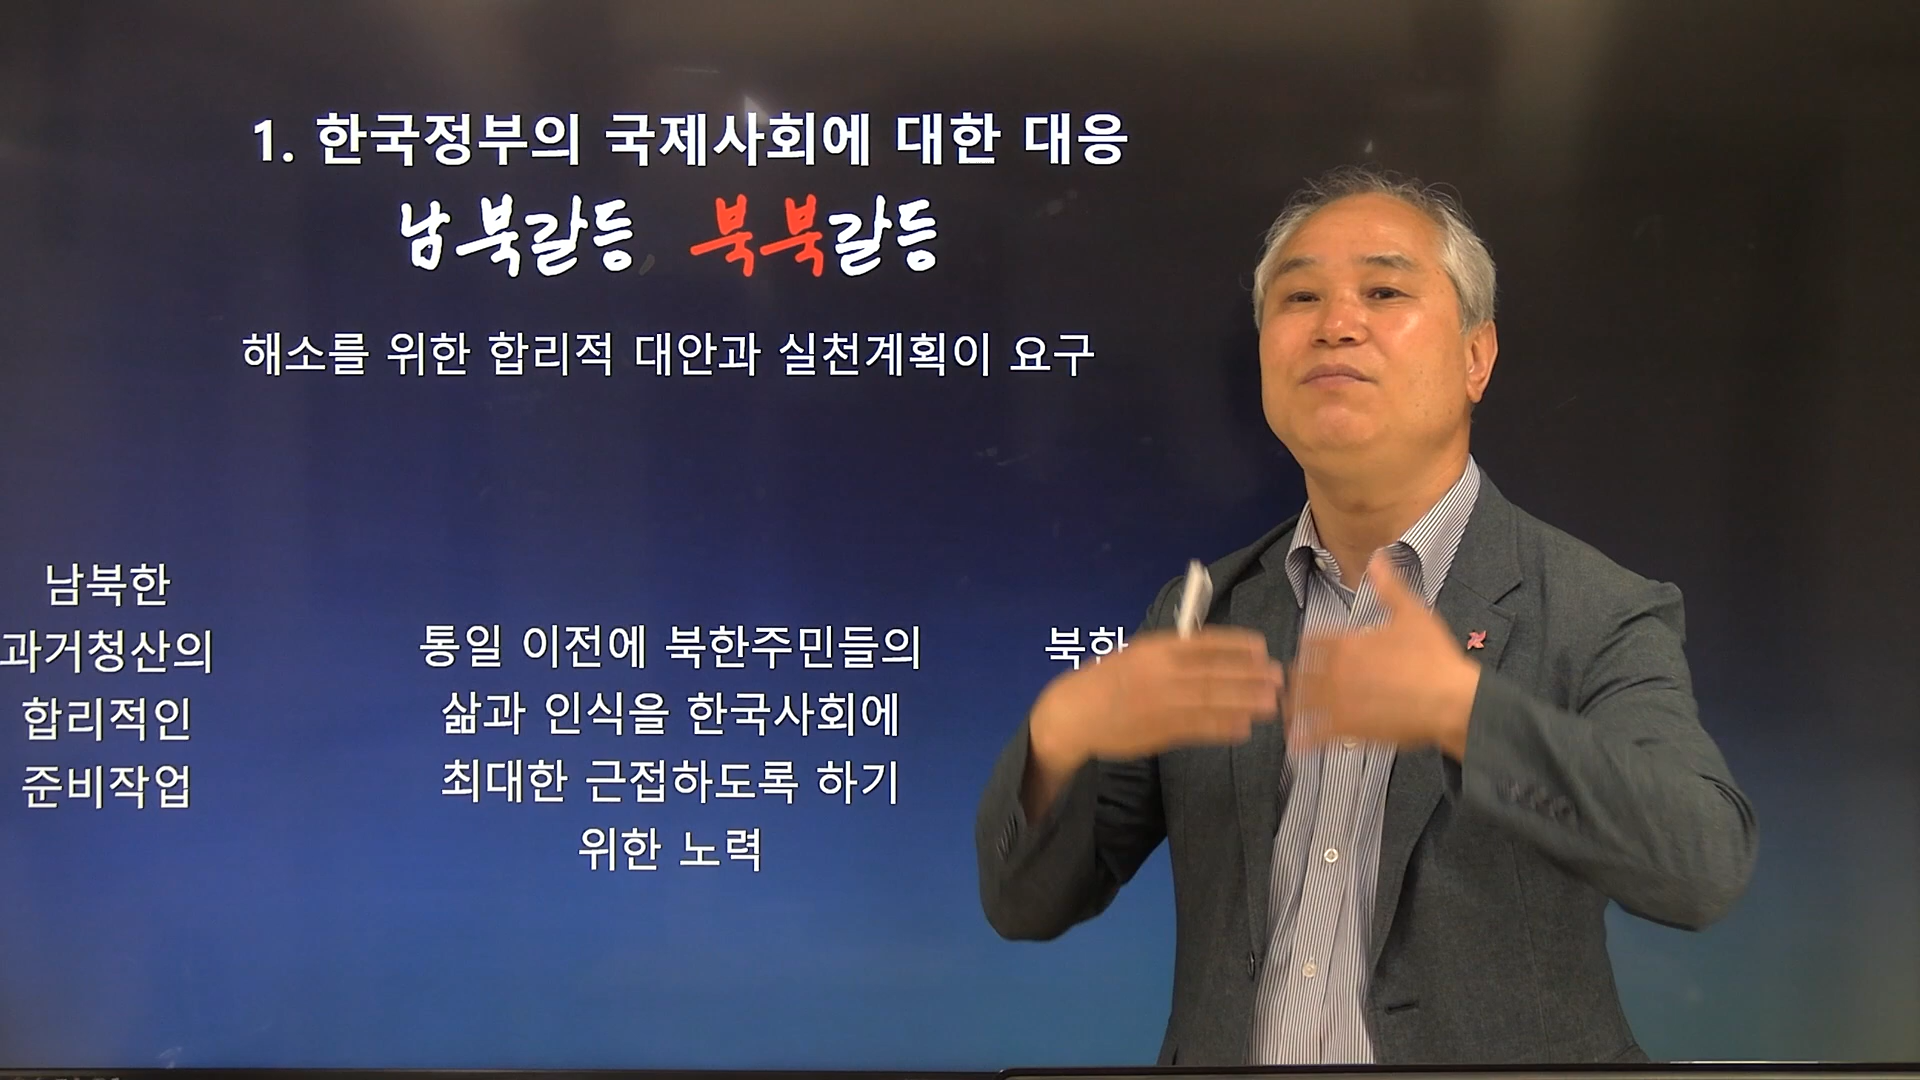 1. 한국정부의 국제사회에 대한 대응
남북갈등, 북북갈등
해소를 위한 합리적 대안과 실천계획이 요구
남북한
과거청산의
합리적인
준비작업
통일 이전에 북한주민들의
삶과 인식을 한국사회에
최대한 근접하도록 하기
위한 노력
북한